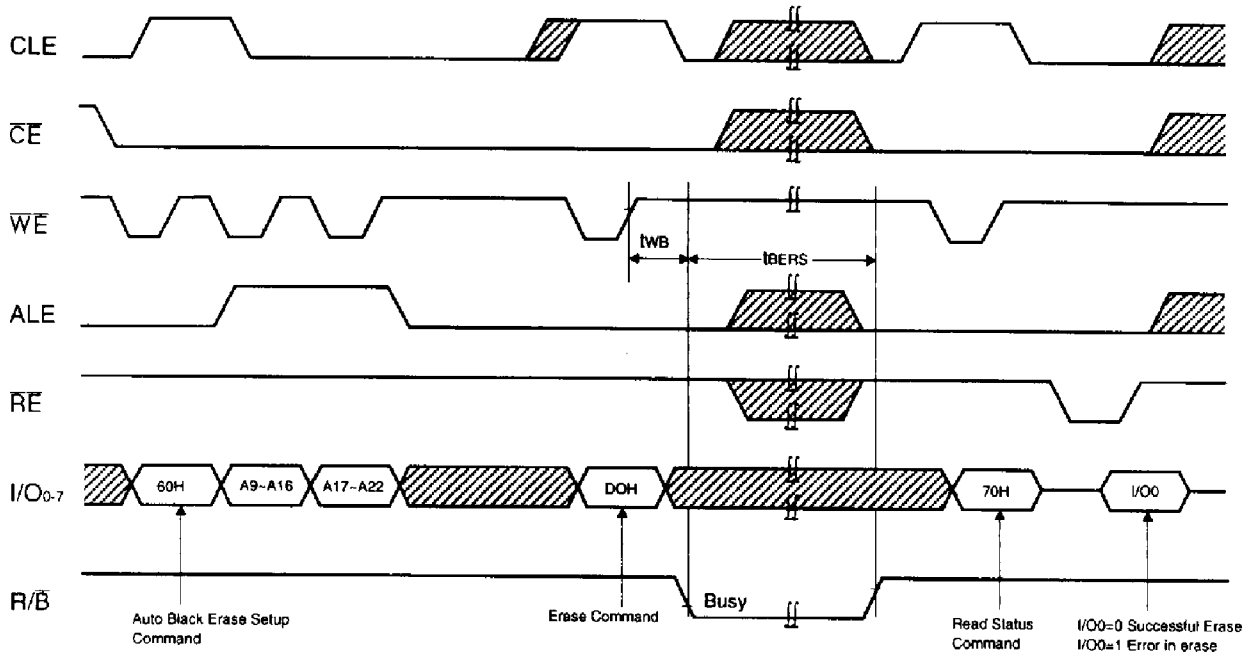 CLE
CE
WE
tWB
tBERS
ALE
RE
I/O0-7
60H
A9~A16
A17~A22
DOH
70H
I/O0
R/B
Busy
Auto Black Erase Setup
Command
Erase Command
Read Status
Command
I/O0=0 Successful Erase
I/O0=1 Error in erase